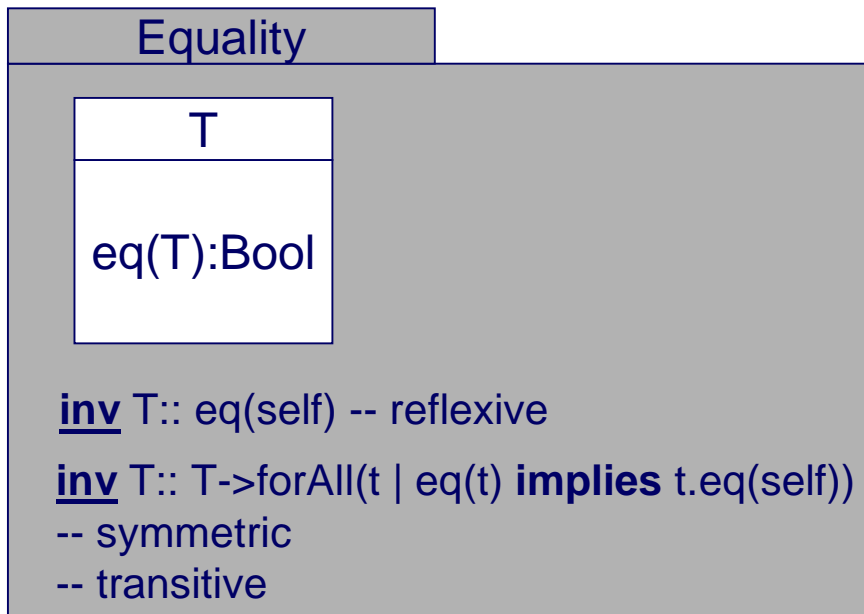 Equality
T
eq(T):Bool
inv T:: eq(self) -- reflexive
inv T:: T->forAll(t | eq(t) implies t.eq(self))
-- symmetric
-- transitive